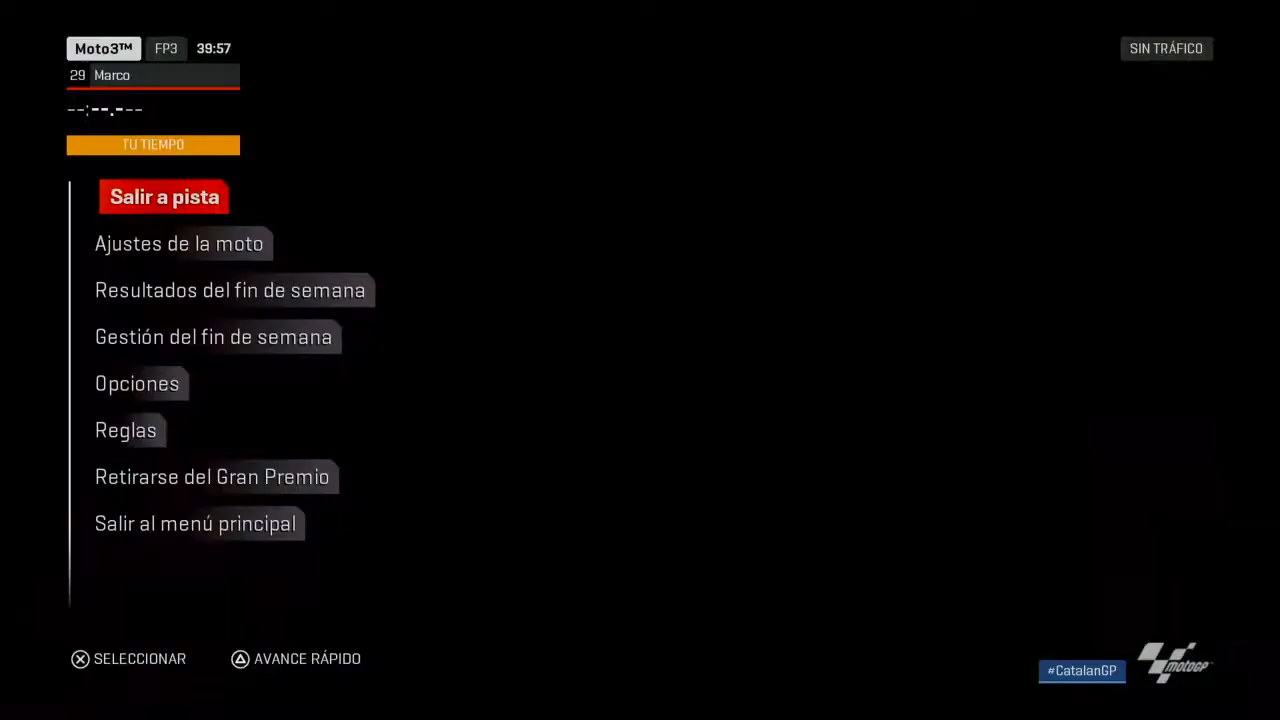 Moto3™ FP3 39:57
SIN TRÁFICO
29 Marco
--:--.---
TU TIEMPO
Salir a pista
Ajustes de la moto
Resultados del fin de semana
Gestión del fin de semana
Opciones
Reglas
Retirarse del Gran Premio
Salir al menú principal
SELECCIONAR
AVANCE RÁPIDO
#CatalanGP
motoGP